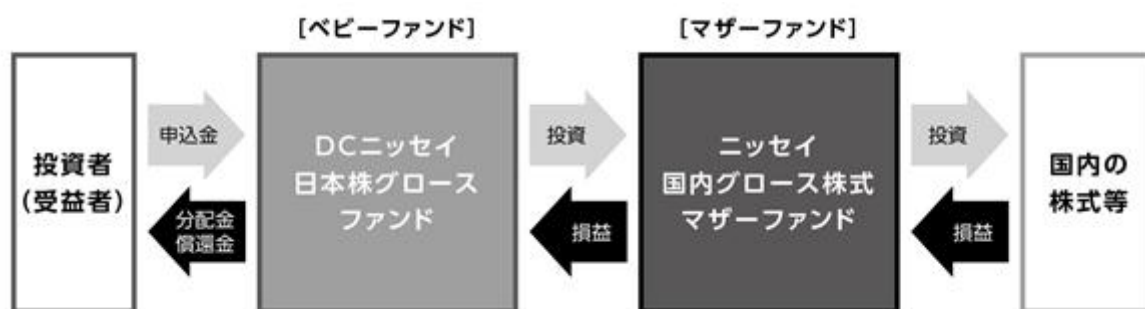 [ベビーファンド]
[マザーファンド]
投資者
(受益者)
申込金
分配金
償還金
DCニッセイ
日本株グロース
ファンド
投資
損益
ニッセイ
国内グロース株式
マザーファンド
投資
損益
国内の
株式等